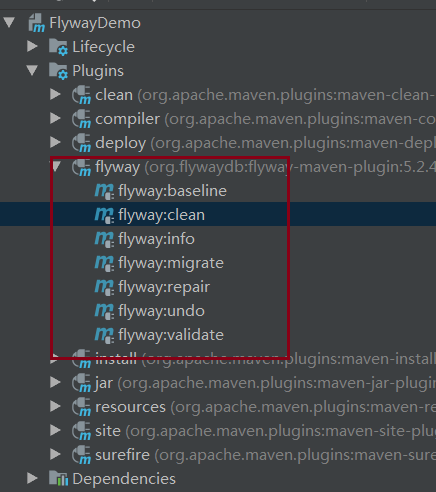 FlywayDemo
Lifecycle
Plugins
clean (org.apache.maven.plugins:maven-clean-
compiler (org.apache.maven.plugins:maven-co
deploy (org.apache.maven.plugins:maven-depl
flyway (org.flywaydb:flyway-maven-plugin:5.2.4
flyway:baseline
flyway:clean
flyway:info
flyway:migrate
flyway:repair
flyway:undo
flyway:validate
install (org.apache.maven.plugins:maven-install
jar (org.apache.maven.plugins:maven-jar-plugin
resources (org.apache.maven.plugins:maven-re
site (org.apache.maven.plugins:maven-site-plu
surefire (org.apache.maven.plugins:maven-sure
Dependencies